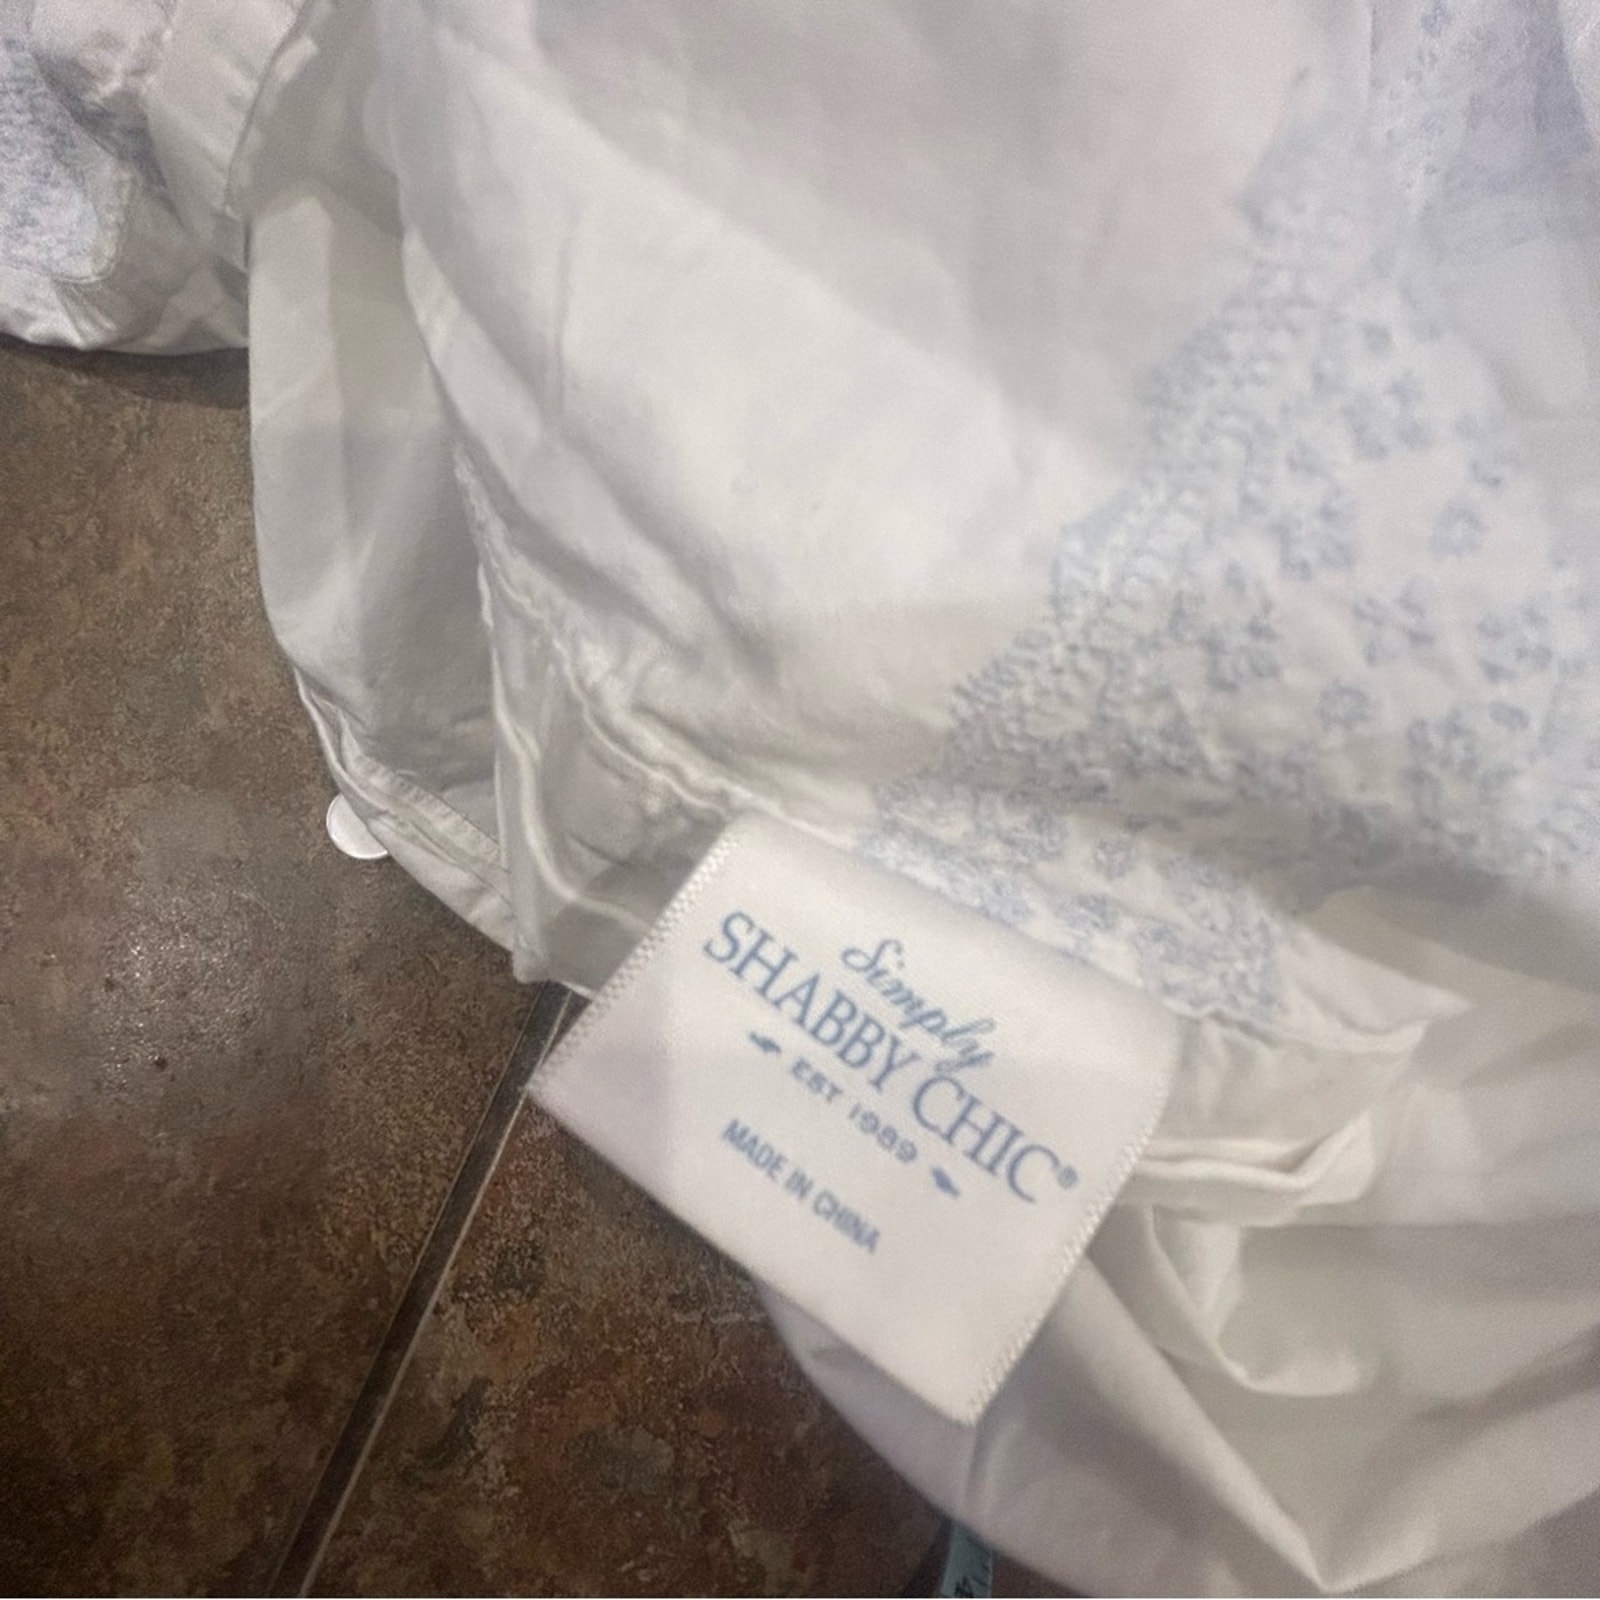 Simply
SHABBY CHIC®
EST 1989
MADE IN CHINA